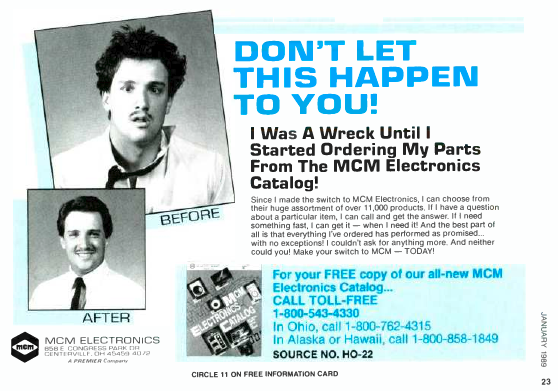 DON'T LET
THIS HAPPEN
TO YOU!
I Was A Wreck Until I
Started Ordering My Parts
From The MCM Electronics
Catalog!
Since I made the switch to MCM Electronics, I can choose from
their huge assortment of over 11,000 products. If I have a question
about a particular item, I can call and get the answer. If I need
something fast, I can get it — when I need it! And the best part of
all is that everything I've ordered has performed as promised...
with no exceptions! I couldn't ask for anything more. And neither
could you! Make your switch to MCM — TODAY!
BEFORE
AFTER
MCM ELECTRONICS
CATALOG
For your FREE copy of our all-new MCM
Electronics Catalog...
CALL TOLL-FREE
1-800-543-4330
In Ohio, call 1-800-762-4315
In Alaska or Hawaii, call 1-800-858-1849
SOURCE NO. HO-22
mcm
MCM ELECTRONICS
858 E. CONGRESS PARK DR.
CENTERVILLE, OH 45459-4072
A PREMIER Company
CIRCLE 11 ON FREE INFORMATION CARD
JANUARY 1989
23